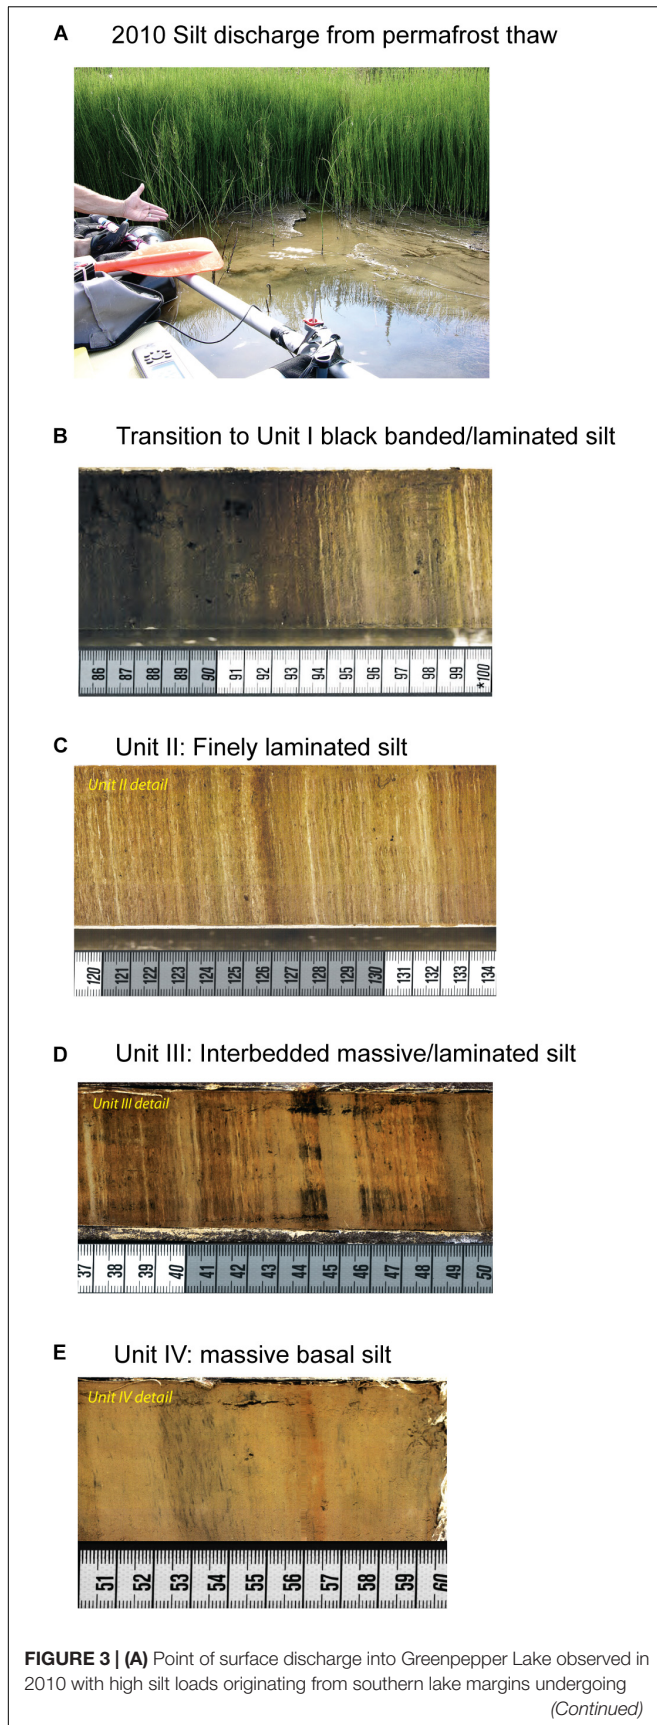 A 2010 Silt discharge from permafrost thaw
B Transition to Unit I black banded/laminated silt
86 87 88 89 90 91 92 93 94 95 96 97 98 99 *100
C Unit II: Finely laminated silt
Unit II detail
120 121 122 123 124 125 126 127 128 129 130 131 132 133 134
D Unit III: Interbedded massive/laminated silt
Unit III detail
37 38 39 40 41 42 43 44 45 46 47 48 49 50
E Unit IV: massive basal silt
Unit IV detail
51 52 53 54 55 56 57 58 59 60
FIGURE 3 | (A) Point of surface discharge into Greenpepper Lake observed in
2010 with high silt loads originating from southern lake margins undergoing
(Continued)